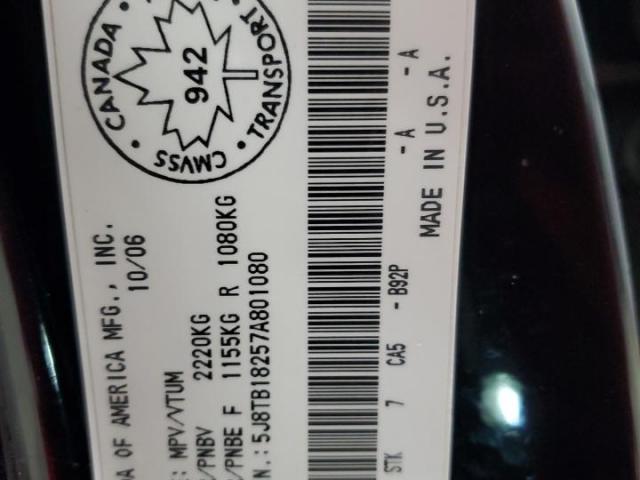 DA OF AMERICA MFG., INC.
10/06
CANADA
942
CMVSS
TRANSPORT
: MPV/VTUM
/PNBV 2220KG
/PNBE F 1155KG R 1080KG
N.: 5J8TB18257A801080
STK 7 CA5 - B92P - A - A
MADE IN U.S.A.